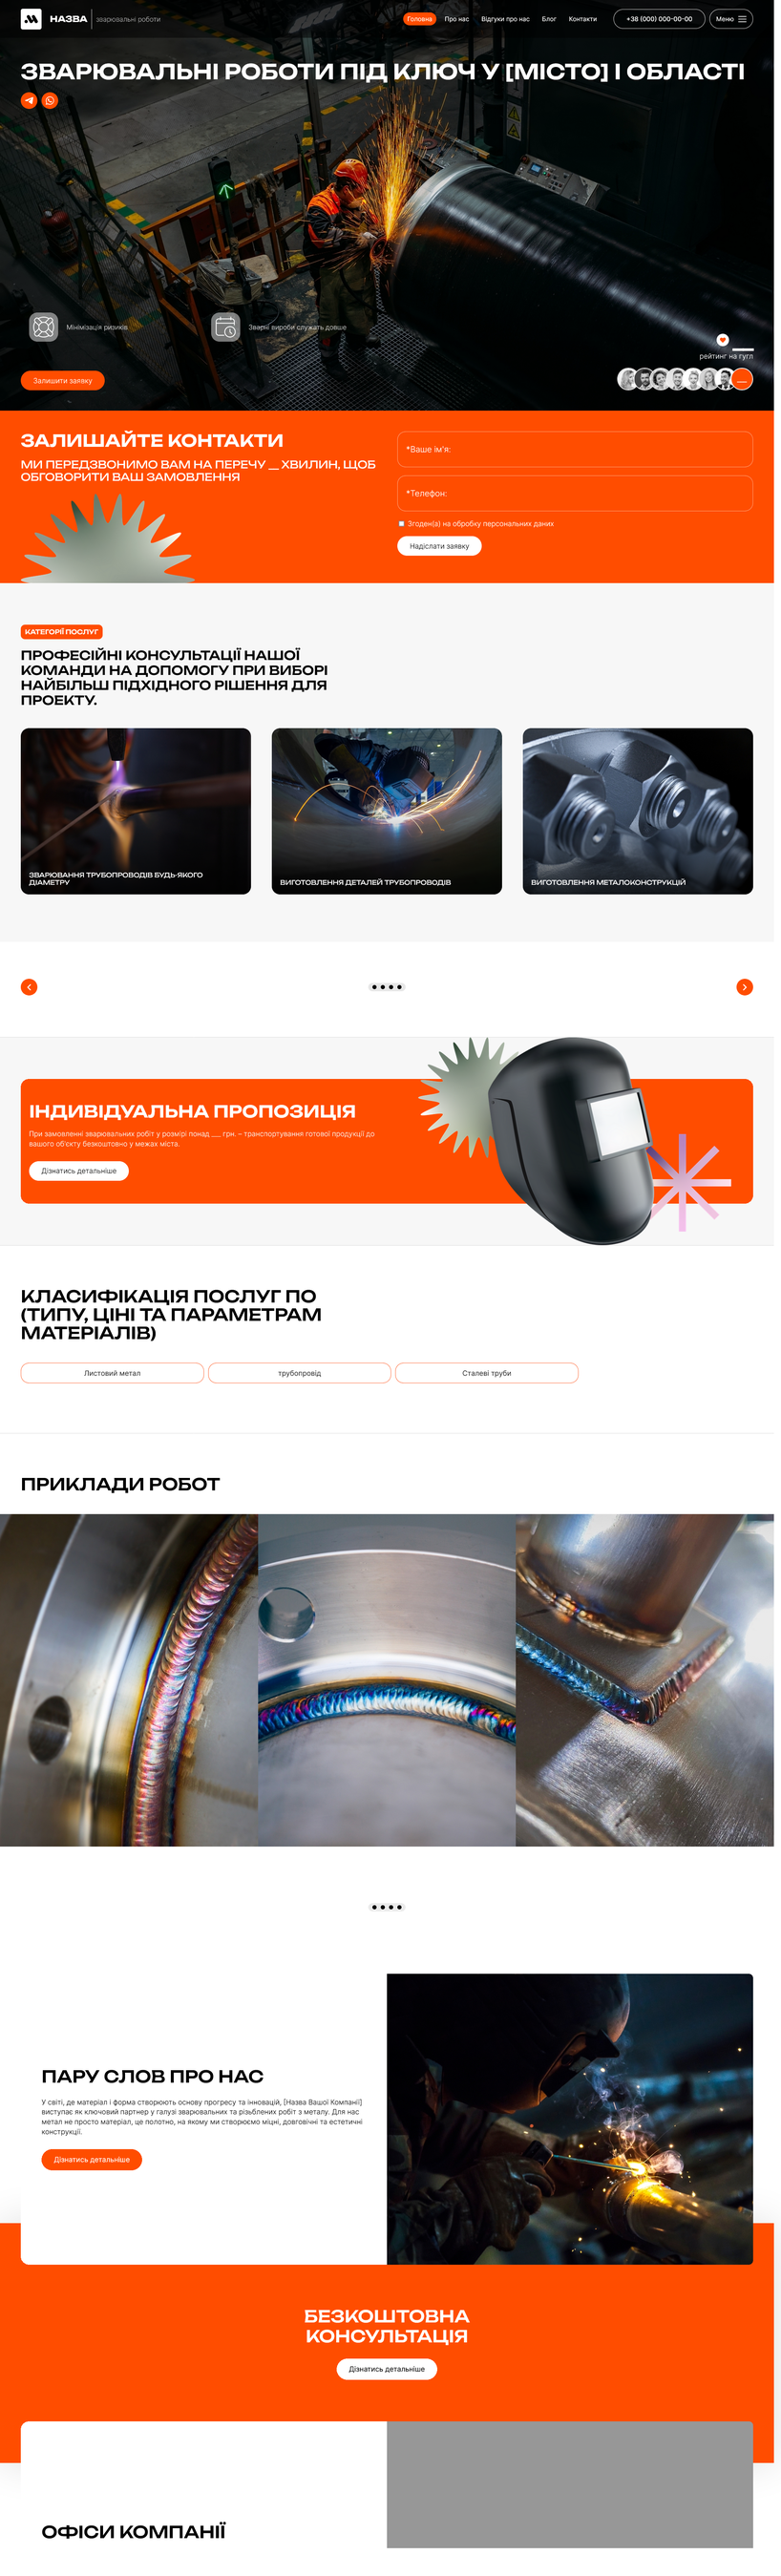 НАЗВА
зварювальні роботи
Головна
Про нас
Відгуки про нас
Блог
Контакти
+38 (000) 000-00-00
Меню
ЗВАРЮВАЛЬНІ РОБОТИ ПІД КЛЮЧ У [МІСТО] І ОБЛАСТІ
Мінімізація ризиків
Зварні вироби служать довше
__
рейтинг на гугл
Залишити заявку
__
ЗАЛИШАЙТЕ КОНТАКТИ
МИ ПЕРЕДЗВОНИМО ВАМ НА ПЕРЕЧУ __ ХВИЛИН, ЩОБ
ОБГОВОРИТИ ВАШ ЗАМОВЛЕННЯ
*Ваше ім'я:
*Телефон:
Згоден(а) на обробку персональних даних
Надіслати заявку
КАТЕГОРІЇ ПОСЛУГ
ПРОФЕСІЙНІ КОНСУЛЬТАЦІЇ НАШОЇ
КОМАНДИ НА ДОПОМОГУ ПРИ ВИБОРІ
НАЙБІЛЬШ ПІДХІДНОГО РІШЕННЯ ДЛЯ
ПРОЕКТУ.
ЗВАРЮВАННЯ ТРУБОПРОВОДІВ БУДЬ-ЯКОГО
ДІАМЕТРУ
ВИГОТОВЛЕННЯ ДЕТАЛЕЙ ТРУБОПРОВОДІВ
ВИГОТОВЛЕННЯ МЕТАЛОКОНСТРУКЦІЙ
ІНДИВІДУАЛЬНА ПРОПОЗИЦІЯ
При замовленні зварювальних робіт у розмірі понад ___ грн. – транспортування готової продукції до
вашого об'єкту безкоштовно у межах міста.
Дізнатись детальніше
КЛАСИФІКАЦІЯ ПОСЛУГ ПО
(ТИПУ, ЦІНІ ТА ПАРАМЕТРАМ
МАТЕРІАЛІВ)
Листовий метал
трубопровід
Сталеві труби
ПРИКЛАДИ РОБОТ
ПАРУ СЛОВ ПРО НАС
У світі, де матеріал і форма створюють основу прогресу та інновацій, [Назва Вашої Компанії]
виступає як ключовий партнер у галузі зварювальних та різьблених робіт з металу. Для нас
метал не просто матеріал, це полотно, на якому ми створюємо міцні, довговічні та естетичні
конструкції.
Дізнатись детальніше
БЕЗКОШТОВНА
КОНСУЛЬТАЦІЯ
Дізнатись детальніше
ОФІСИ КОМПАНІЇ